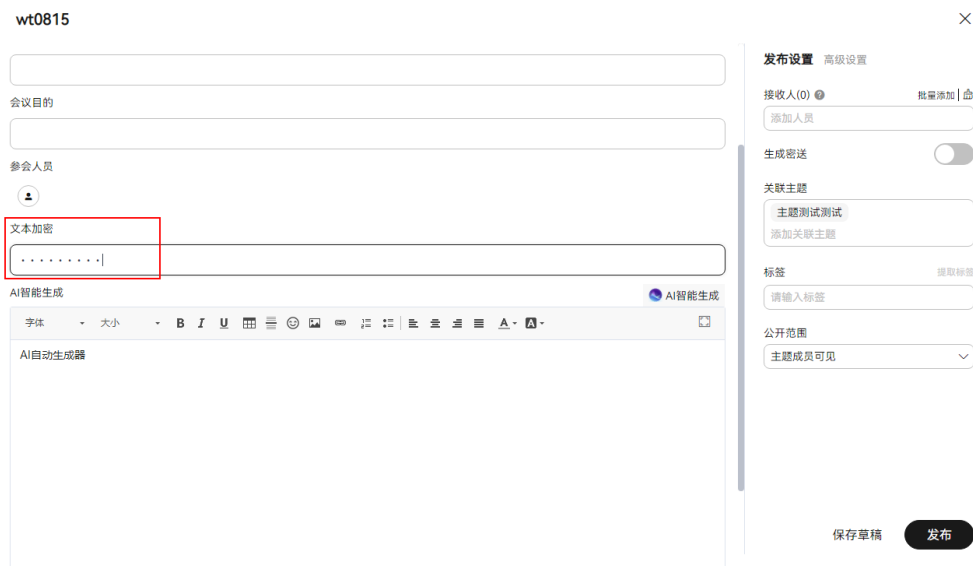 wt0815
会议目的
参会人员
文本加密
·········
AI智能生成
AI智能生成
字体 大小 B I U A A
AI自动生成器
发布设置 高级设置
接收人(0) ? 批量添加
添加人员
生成密送
关联主题
主题测试测试
添加关联主题
标签 提取标签
请输入标签
公开范围
主题成员可见
保存草稿 发布